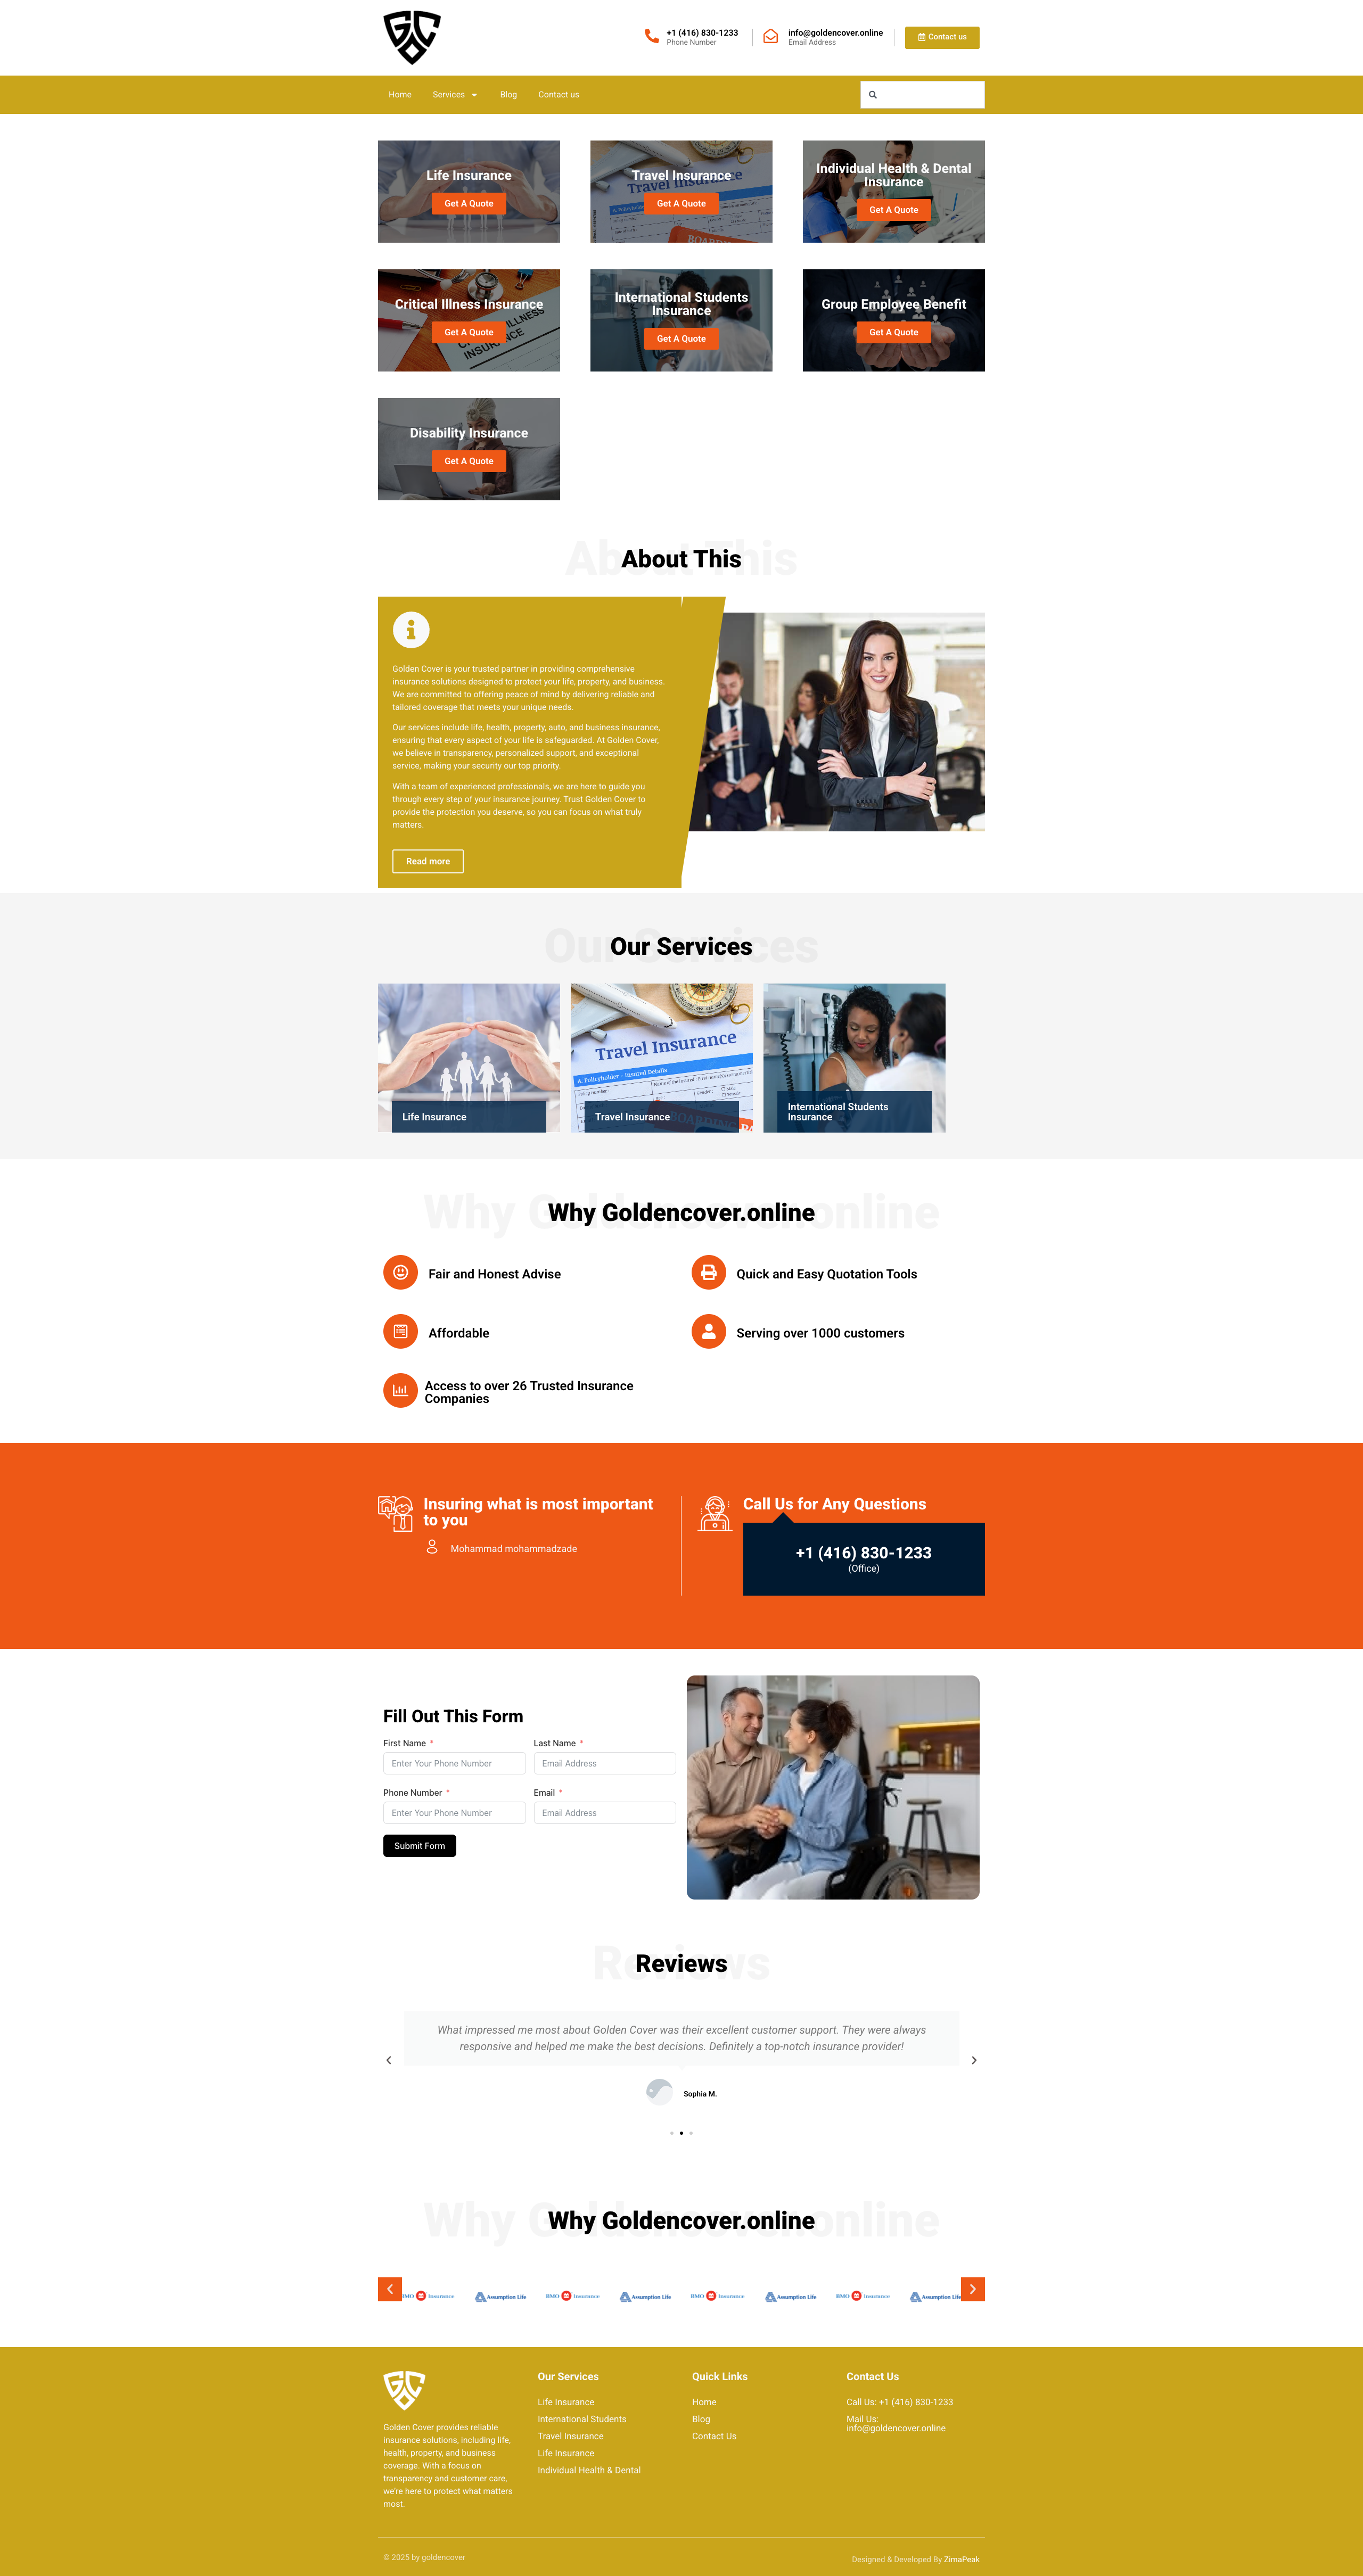 GC
+1 (416) 830-1233
Phone Number
info@goldencover.online
Email Address
Contact us
Home
Services
Blog
Contact us
Life Insurance
Get A Quote
Travel Insurance
Get A Quote
Individual Health & Dental
Insurance
Get A Quote
Critical Illness Insurance
Get A Quote
International Students
Insurance
Get A Quote
Group Employee Benefit
Get A Quote
Disability Insurance
Get A Quote
About This
About This
Golden Cover is your trusted partner in providing comprehensive
insurance solutions designed to protect your life, property, and business.
We are committed to offering peace of mind by delivering reliable and
tailored coverage that meets your unique needs.
Our services include life, health, property, auto, and business insurance,
ensuring that every aspect of your life is safeguarded. At Golden Cover,
we believe in transparency, personalized support, and exceptional
service, making your security our top priority.
With a team of experienced professionals, we are here to guide you
through every step of your insurance journey. Trust Golden Cover to
provide the protection you deserve, so you can focus on what truly
matters.
Read more
Our Services
Our Services
Life Insurance
Travel Insurance
A. Policyholder - Insured Details
Travel Insurance
International Students
Insurance
Why Goldencover.online
Why Goldencover.online
Fair and Honest Advise
Quick and Easy Quotation Tools
Affordable
Serving over 1000 customers
Access to over 26 Trusted Insurance
Companies
Insuring what is most important
to you
Mohammad mohammadzade
Call Us for Any Questions
+1 (416) 830-1233
(Office)
Fill Out This Form
First Name *
Last Name *
Enter Your Phone Number
Email Address
Phone Number *
Email *
Enter Your Phone Number
Email Address
Submit Form
Reviews
Reviews
What impressed me most about Golden Cover was their excellent customer support. They were always
responsive and helped me make the best decisions. Definitely a top-notch insurance provider!
Sophia M.
Why Goldencover.online
Why Goldencover.online
BMO Insurance
Assumption Life
BMO Insurance
Assumption Life
BMO Insurance
Assumption Life
BMO Insurance
Assumption Life
GC
Golden Cover provides reliable
insurance solutions, including life,
health, property, and business
coverage. With a focus on
transparency and customer care,
we're here to protect what matters
most.
Our Services
Life Insurance
International Students
Travel Insurance
Life Insurance
Individual Health & Dental
Quick Links
Home
Blog
Contact Us
Contact Us
Call Us: +1 (416) 830-1233
Mail Us:
info@goldencover.online
© 2025 by goldencover
Designed & Developed By ZimaPeak